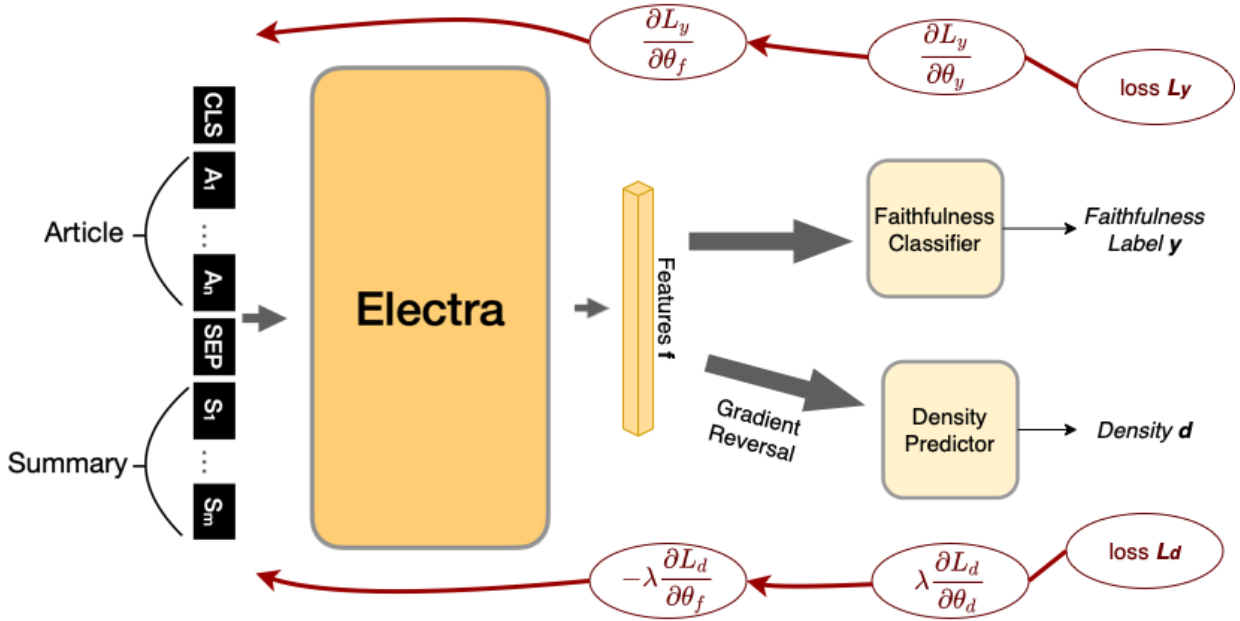 ∂L_y / ∂θ_f
∂L_y / ∂θ_y
loss L_y
CLS
A₁
⋮
Aₙ
SEP
S₁
⋮
Sₘ
Article
Summary
Electra
Features f
Faithfulness
Classifier
Faithfulness
Label y
Gradient
Reversal
Density
Predictor
Density d
−λ ∂L_d / ∂θ_f
λ ∂L_d / ∂θ_d
loss L_d